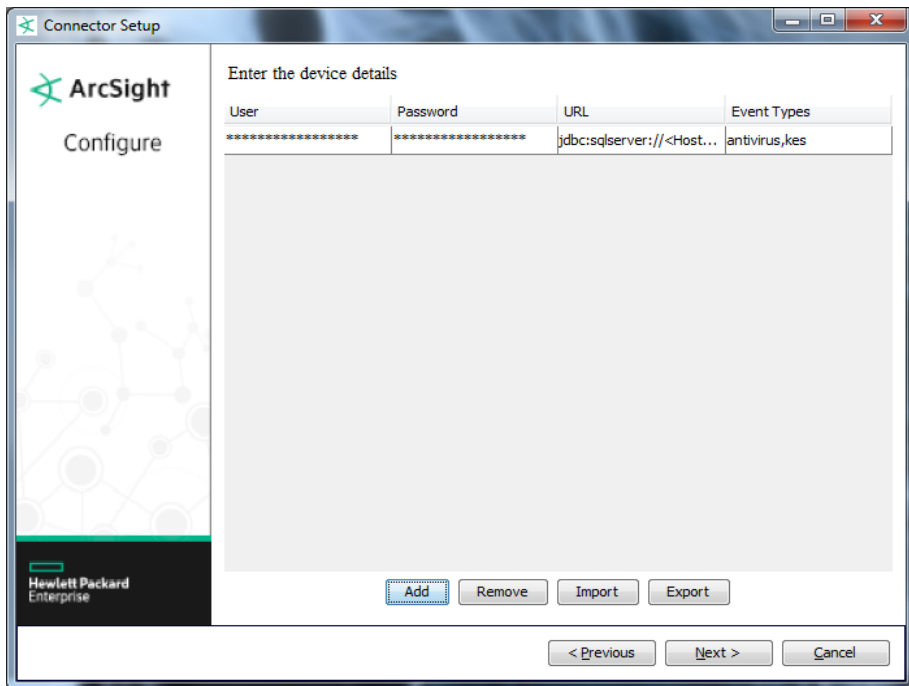 Connector Setup
ArcSight
Configure
Enter the device details
User Password URL Event Types
***************** ***************** jdbc:sqlserver://<Host... antivirus,kes
Add Remove Import Export
Hewlett Packard
Enterprise
< Previous Next > Cancel